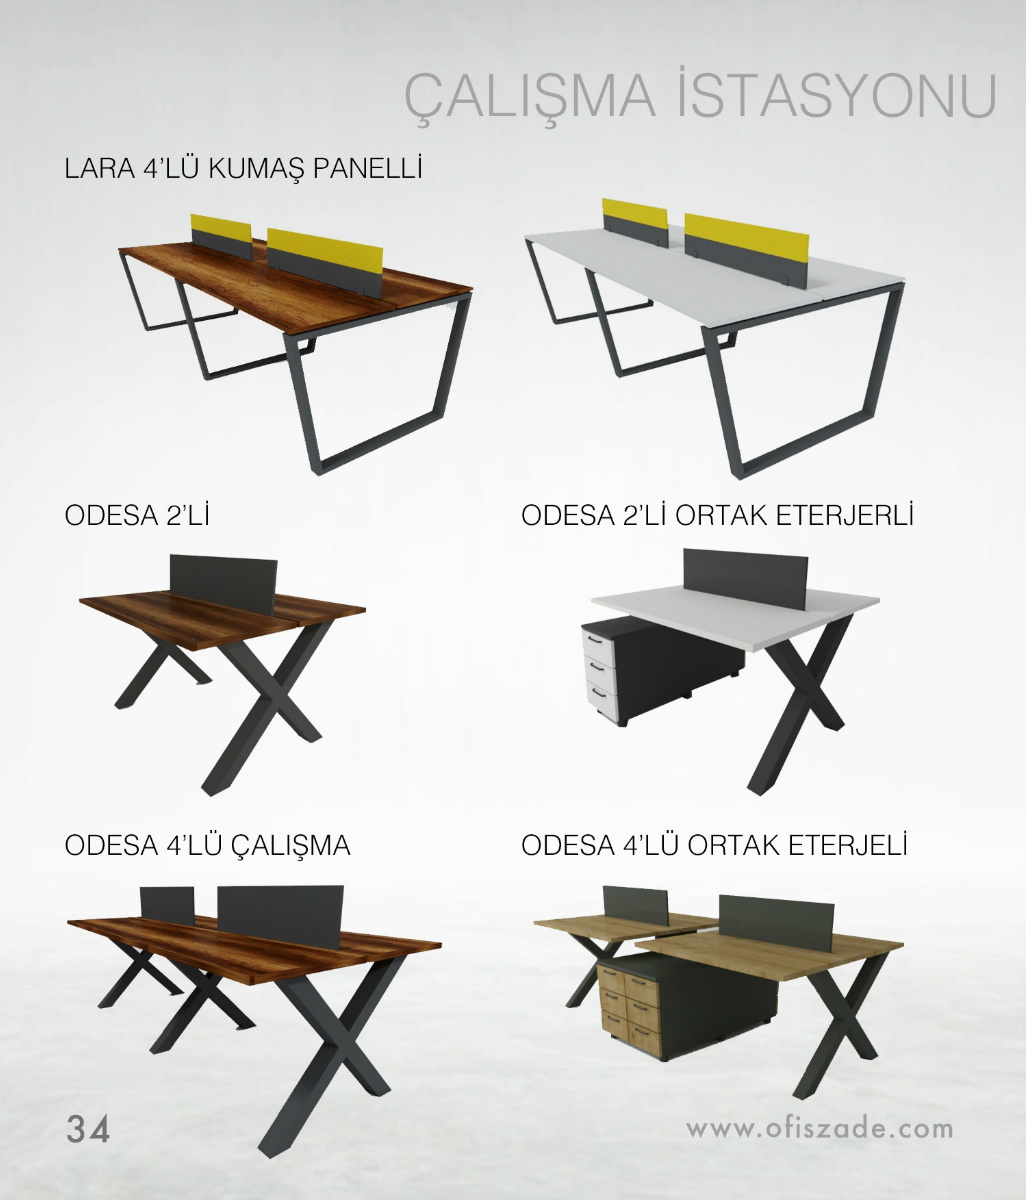 ÇALIŞMA İSTASYONU
LARA 4'LÜ KUMAŞ PANELLİ
ODESA 2'Lİ
ODESA 2'Lİ ORTAK ETERJERLİ
ODESA 4'LÜ ÇALIŞMA
ODESA 4'LÜ ORTAK ETERJELİ
34
www.ofiszade.com